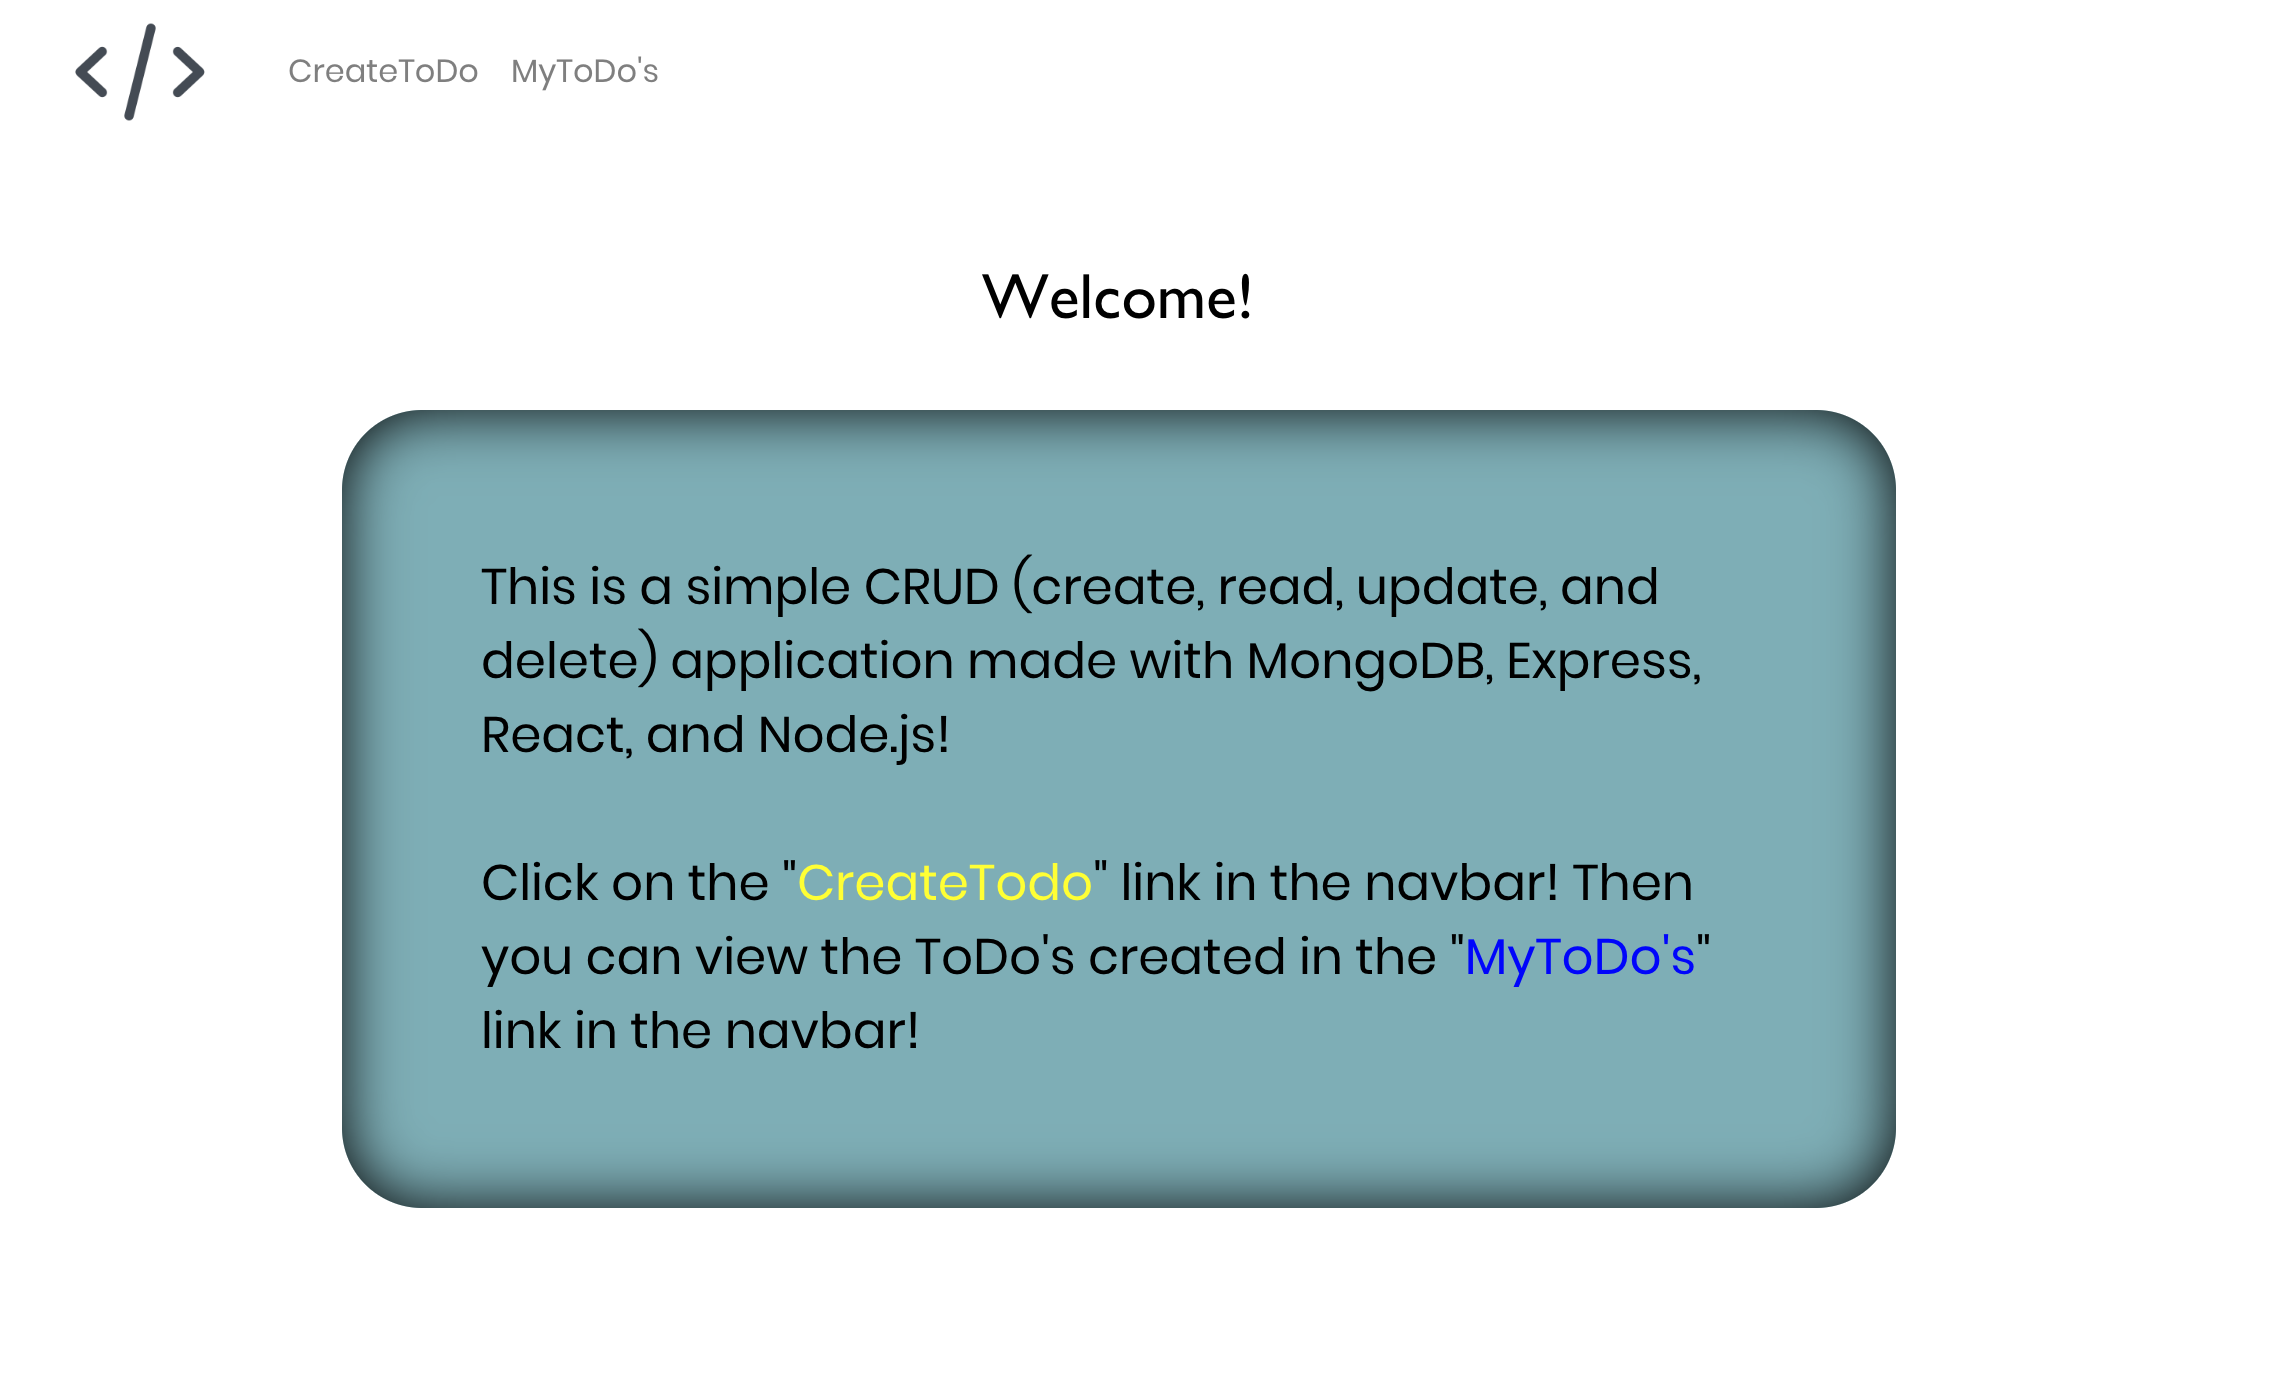 </> CreateToDo MyToDo's
Welcome!
This is a simple CRUD (create, read, update, and
delete) application made with MongoDB, Express,
React, and Node.js!
Click on the "CreateTodo" link in the navbar! Then
you can view the ToDo's created in the "MyToDo's"
link in the navbar!